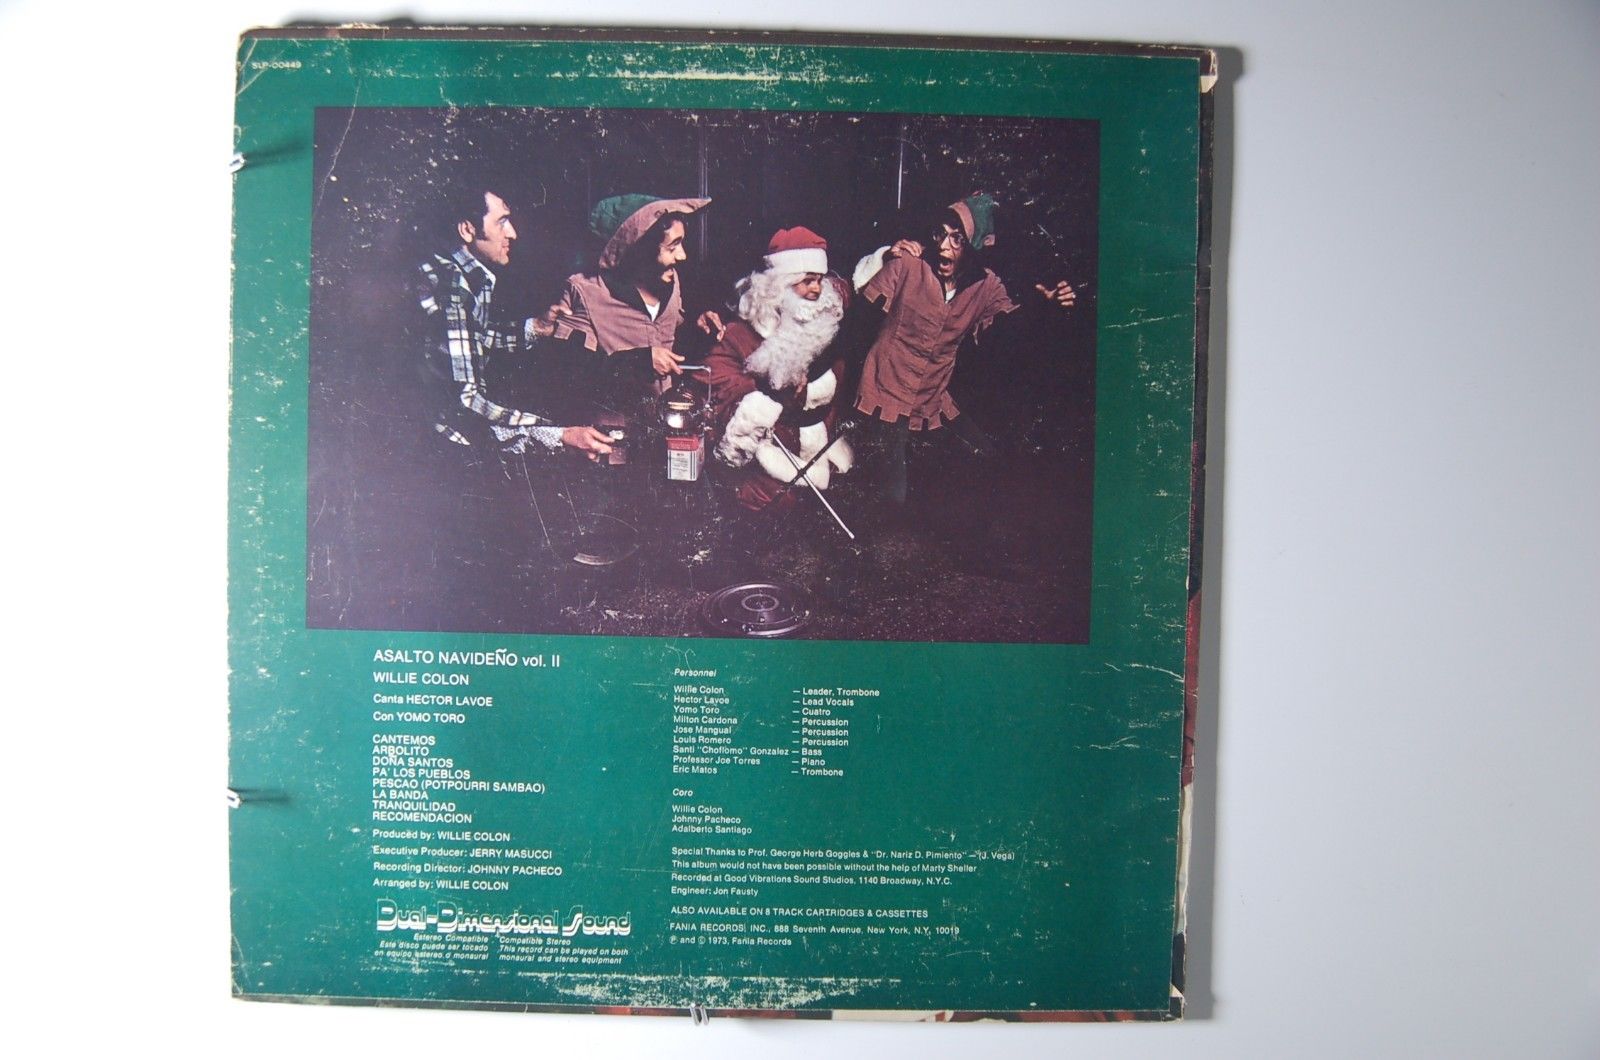 SLP-00449
ASALTO NAVIDEÑO vol. II
WILLIE COLON
Canta HECTOR LAVOE
Con YOMO TORO
CANTEMOS
ARBOLITO
DOÑA SANTOS
PA' LOS PUEBLOS
PESCAO (POTPOURRI SAMBAO)
LA BANDA
TRANQUILIDAD
RECOMENDACION
Produced by: WILLIE COLON
Executive Producer: JERRY MASUCCI
Recording Director: JOHNNY PACHECO
Arranged by: WILLIE COLON
Dual-Dimensional Sound
Estereo Compatible
Este disco puede ser tocado
en equipo estereo o monaural
Compatible Stereo
This record can be played on both
monaural and stereo equipment
Personnel
Willie Colon — Leader, Trombone
Hector Lavoe — Lead Vocals
Yomo Toro — Cuatro
Milton Cardona — Percussion
Jose Mangual — Percussion
Louis Romero — Percussion
Santi "Choflomo" Gonzalez — Bass
Professor Joe Torres — Piano
Eric Matos — Trombone
Coro
Willie Colon
Johnny Pacheco
Adalberto Santiago
Special Thanks to Prof. George Herb Goggles & "Dr. Nariz D. Pimiento" — (J. Vega)
This album would not have been possible without the help of Marty Sheller
Recorded at Good Vibrations Sound Studios, 1140 Broadway, N.Y.C.
Engineer: Jon Fausty
ALSO AVAILABLE ON 8 TRACK CARTRIDGES & CASSETTES
FANIA RECORDS, INC., 888 Seventh Avenue, New York, N.Y. 10019
℗ and © 1973, Fania Records